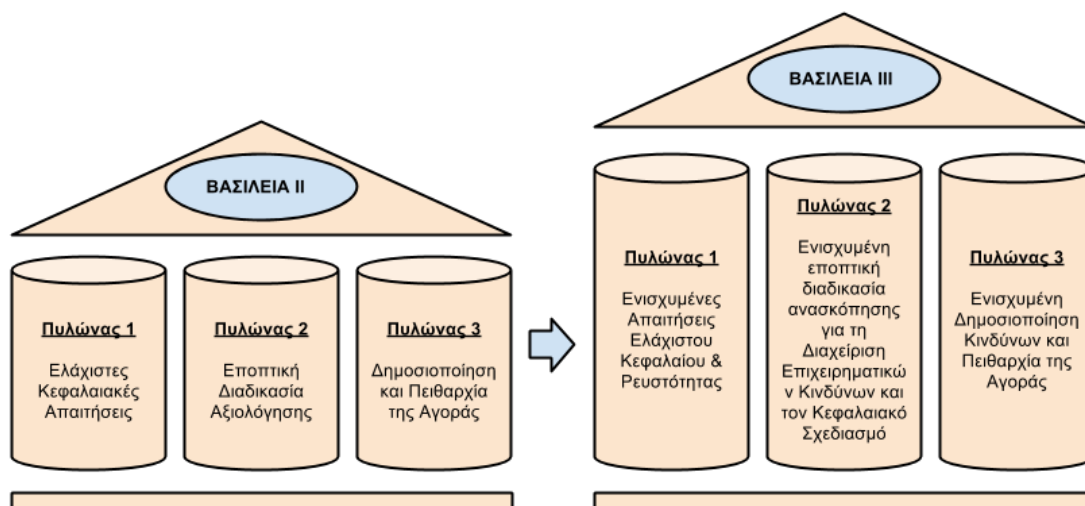 ΒΑΣΙΛΕΙΑ II
Πυλώνας 1
Ελάχιστες
Κεφαλαιακές
Απαιτήσεις
Πυλώνας 2
Εποπτική
Διαδικασία
Αξιολόγησης
Πυλώνας 3
Δημοσιοποίηση
και Πειθαρχία
της Αγοράς
ΒΑΣΙΛΕΙΑ III
Πυλώνας 1
Ενισχυμένες
Απαιτήσεις
Ελάχιστου
Κεφαλαίου &
Ρευστότητας
Πυλώνας 2
Ενισχυμένη
εποπτική
διαδικασία
ανασκόπησης
για τη
Διαχείριση
Επιχειρηματικώ
ν Κινδύνων και
τον Κεφαλαιακό
Σχεδιασμό
Πυλώνας 3
Ενισχυμένη
Δημοσιοποίηση
Κινδύνων και
Πειθαρχία της
Αγοράς